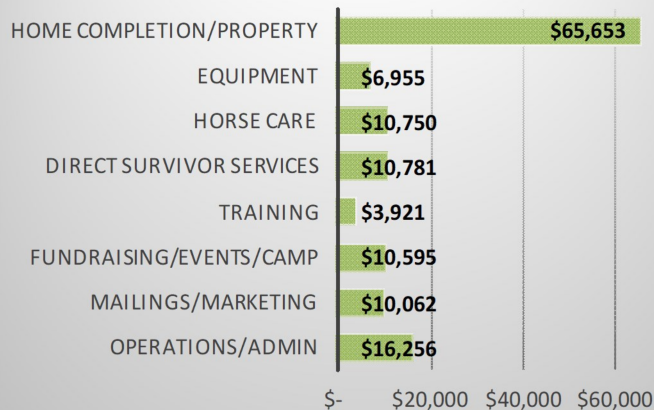 HOME COMPLETION/PROPERTY $65,653
EQUIPMENT $6,955
HORSE CARE $10,750
DIRECT SURVIVOR SERVICES $10,781
TRAINING $3,921
FUNDRAISING/EVENTS/CAMP $10,595
MAILINGS/MARKETING $10,062
OPERATIONS/ADMIN $16,256
$- $20,000 $40,000 $60,000